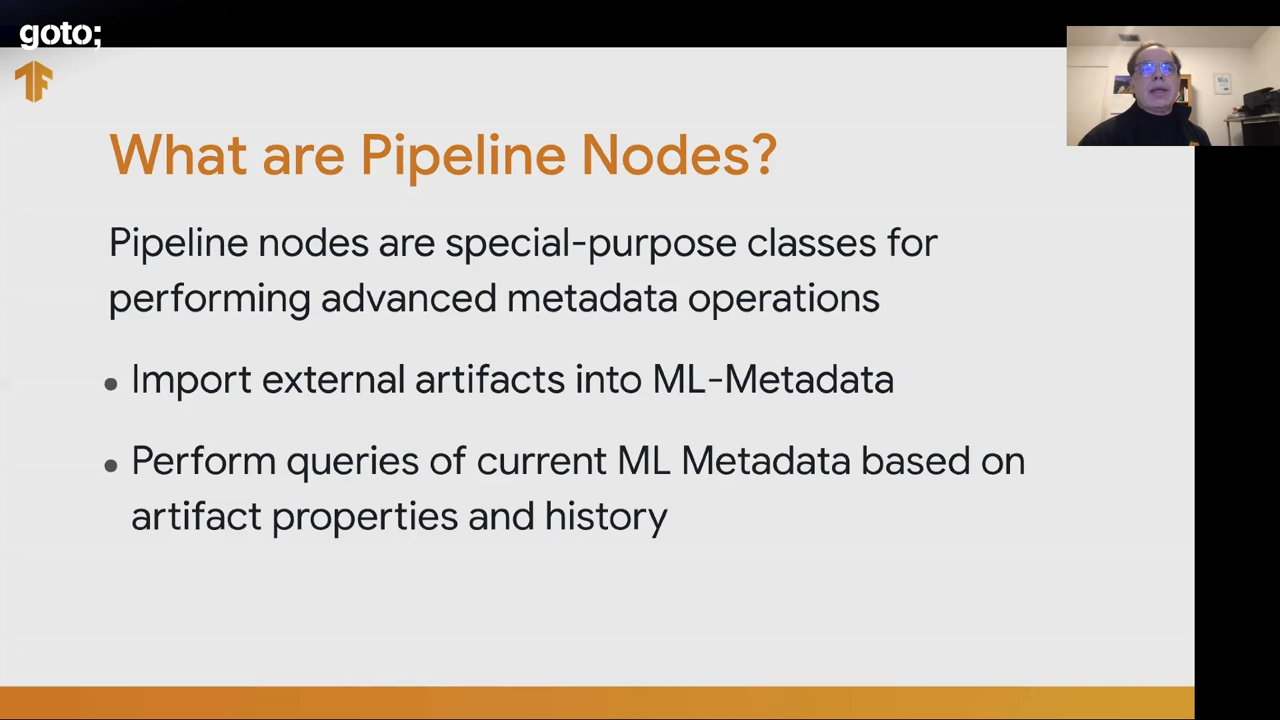 goto;
What are Pipeline Nodes?
Pipeline nodes are special-purpose classes for
performing advanced metadata operations
• Import external artifacts into ML-Metadata
• Perform queries of current ML Metadata based on
artifact properties and history